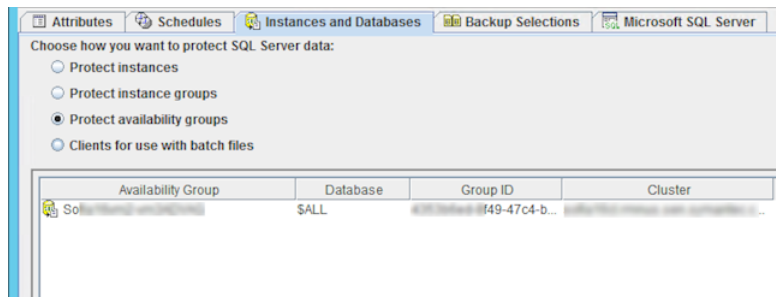 Attributes Schedules Instances and Databases Backup Selections Microsoft SQL Server
Choose how you want to protect SQL Server data:
Protect instances
Protect instance groups
Protect availability groups
Clients for use with batch files
Availability Group Database Group ID Cluster
$ALL f49-47c4-b...